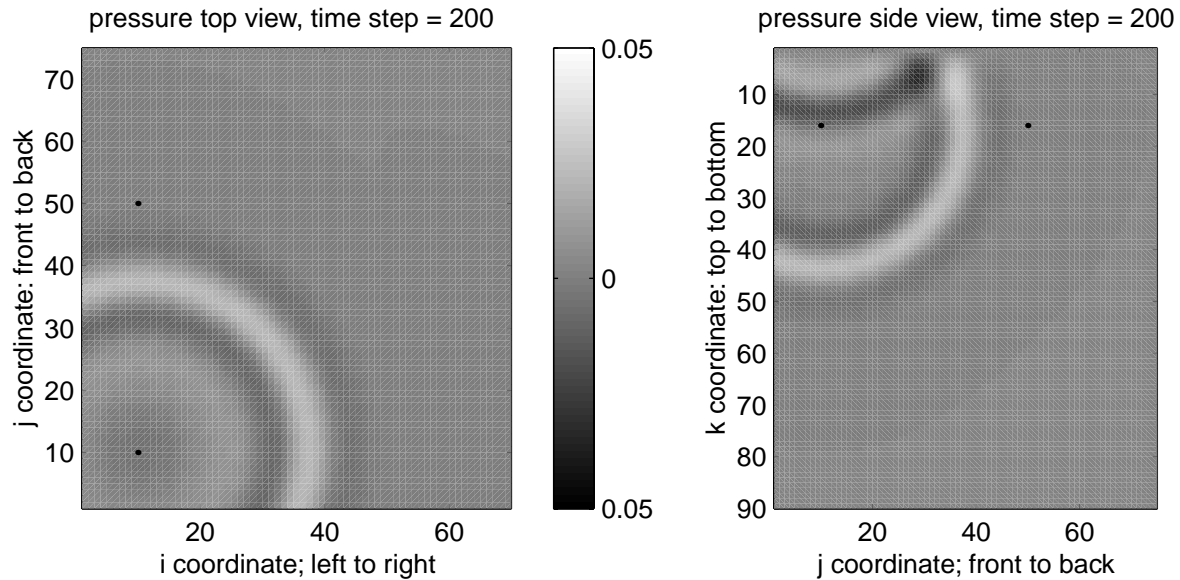 pressure top view, time step = 200
70
60
50
40
30
20
10
j coordinate: front to back
20 40 60
i coordinate; left to right
0.05
0
0.05
pressure side view, time step = 200
10
20
30
40
50
60
70
80
90
k coordinate: top to bottom
20 40 60
j coordinate; front to back